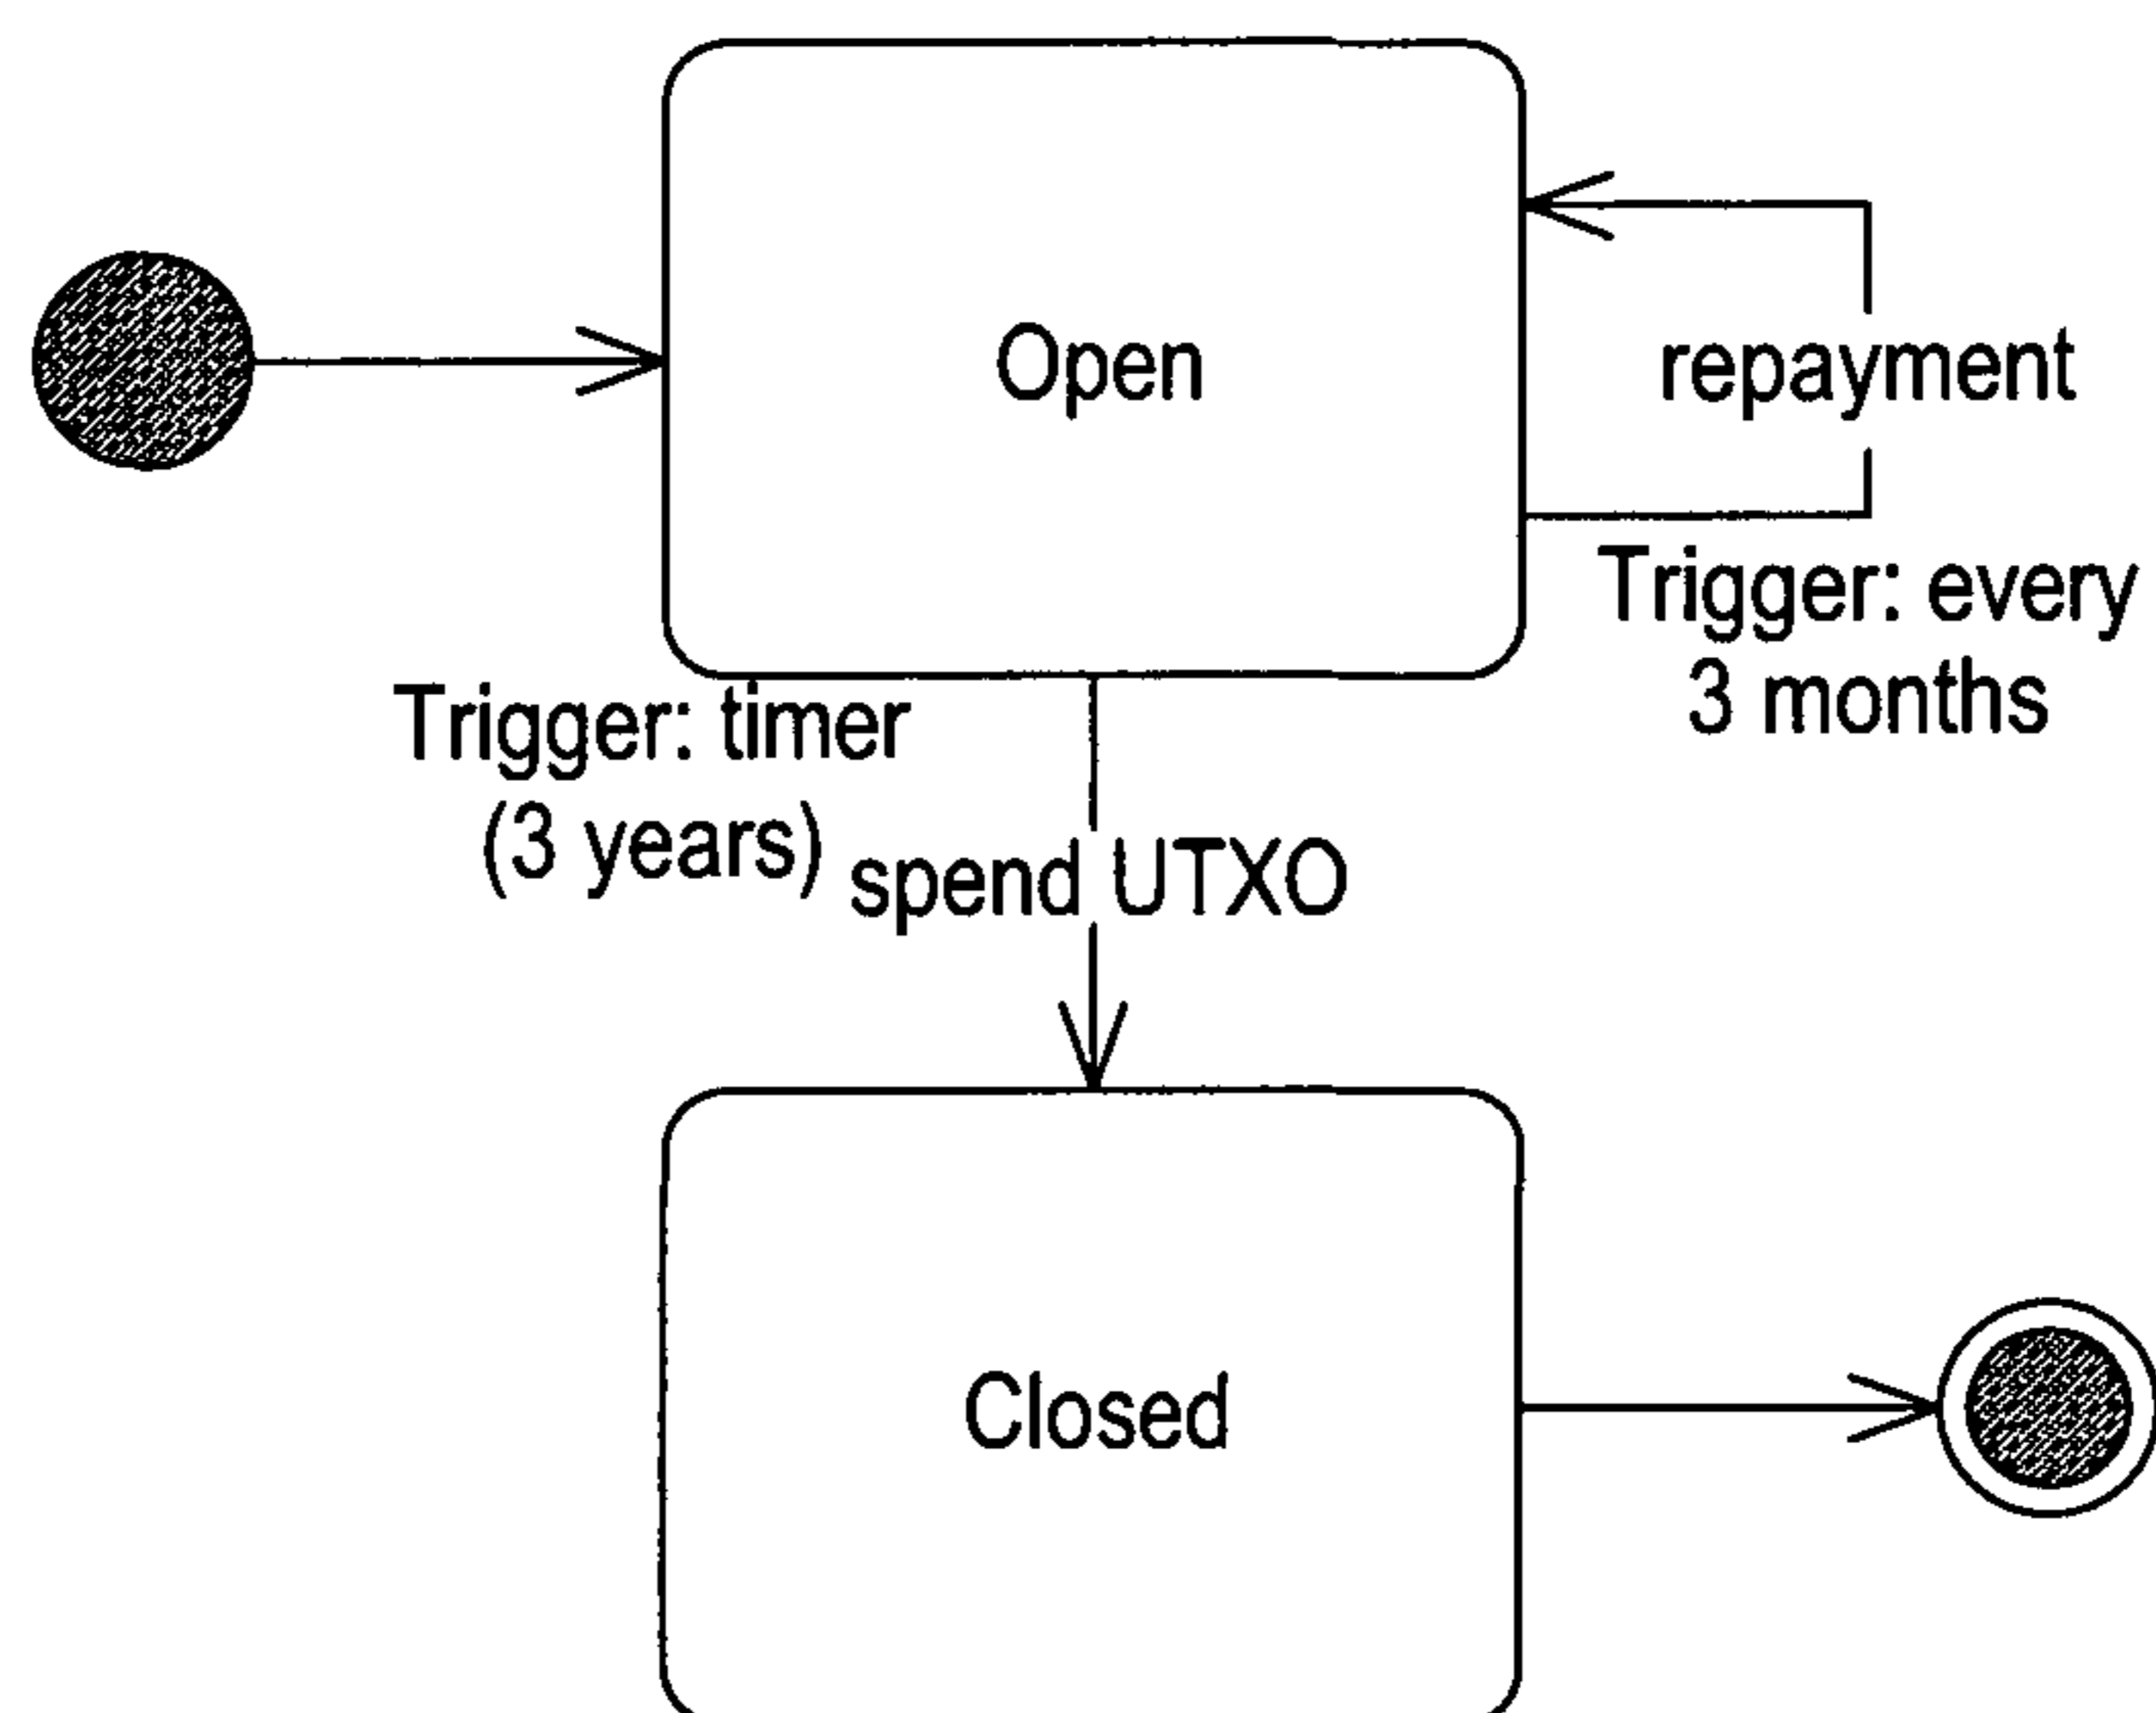 Open
repayment
Trigger: every
3 months
Trigger: timer
(3 years)
spend UTXO
Closed